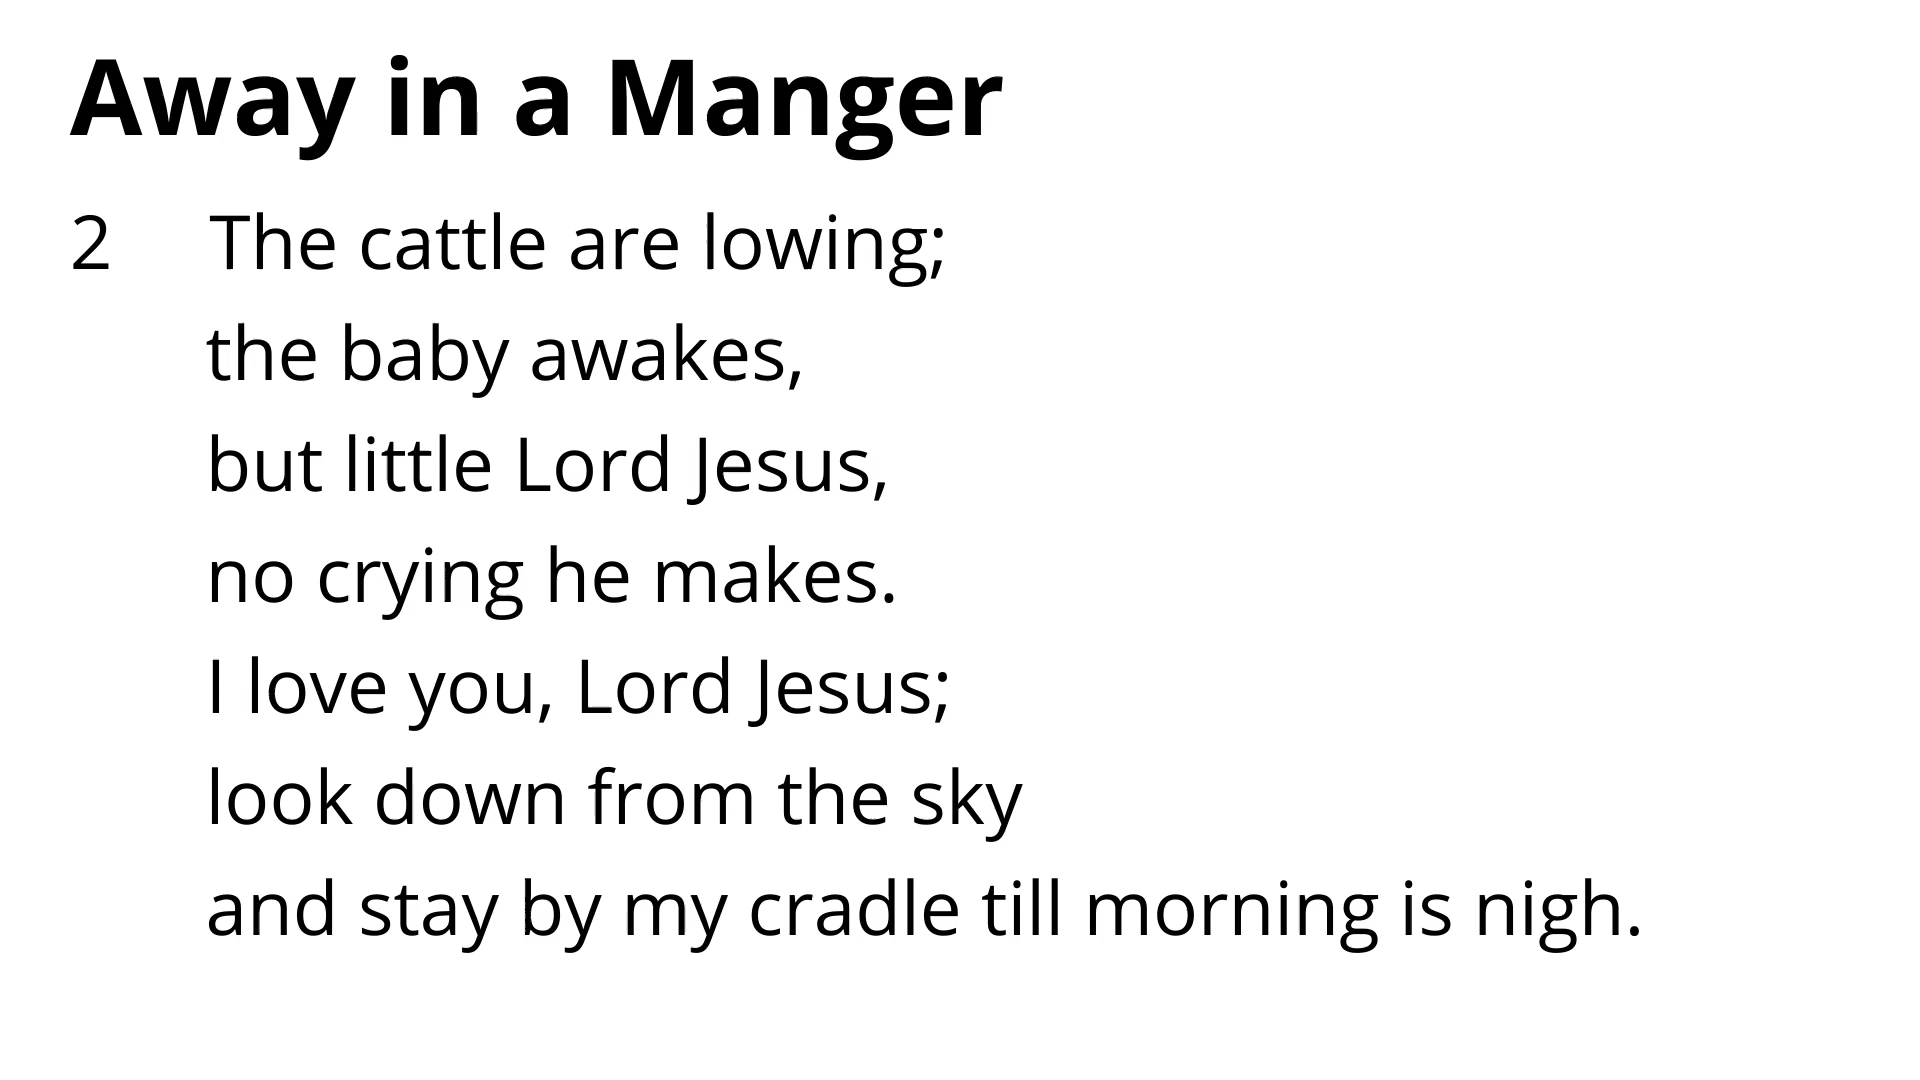 Away in a Manger
2 The cattle are lowing;
the baby awakes,
but little Lord Jesus,
no crying he makes.
I love you, Lord Jesus;
look down from the sky
and stay by my cradle till morning is nigh.